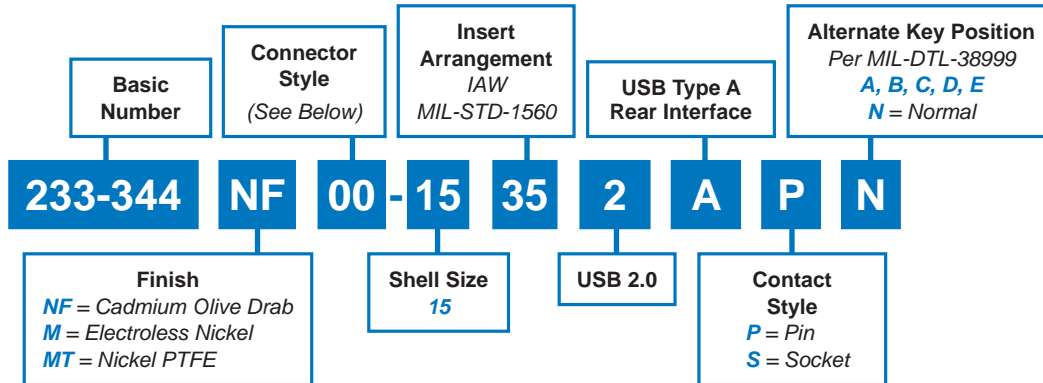 Basic
Number
Connector
Style
(See Below)
Insert
Arrangement
IAW
MIL-STD-1560
USB Type A
Rear Interface
Alternate Key Position
Per MIL-DTL-38999
A, B, C, D, E
N = Normal
233-344 NF 00 - 15 35 2 A P N
Finish
NF = Cadmium Olive Drab
M = Electroless Nickel
MT = Nickel PTFE
Shell Size
15
USB 2.0
Contact
Style
P = Pin
S = Socket